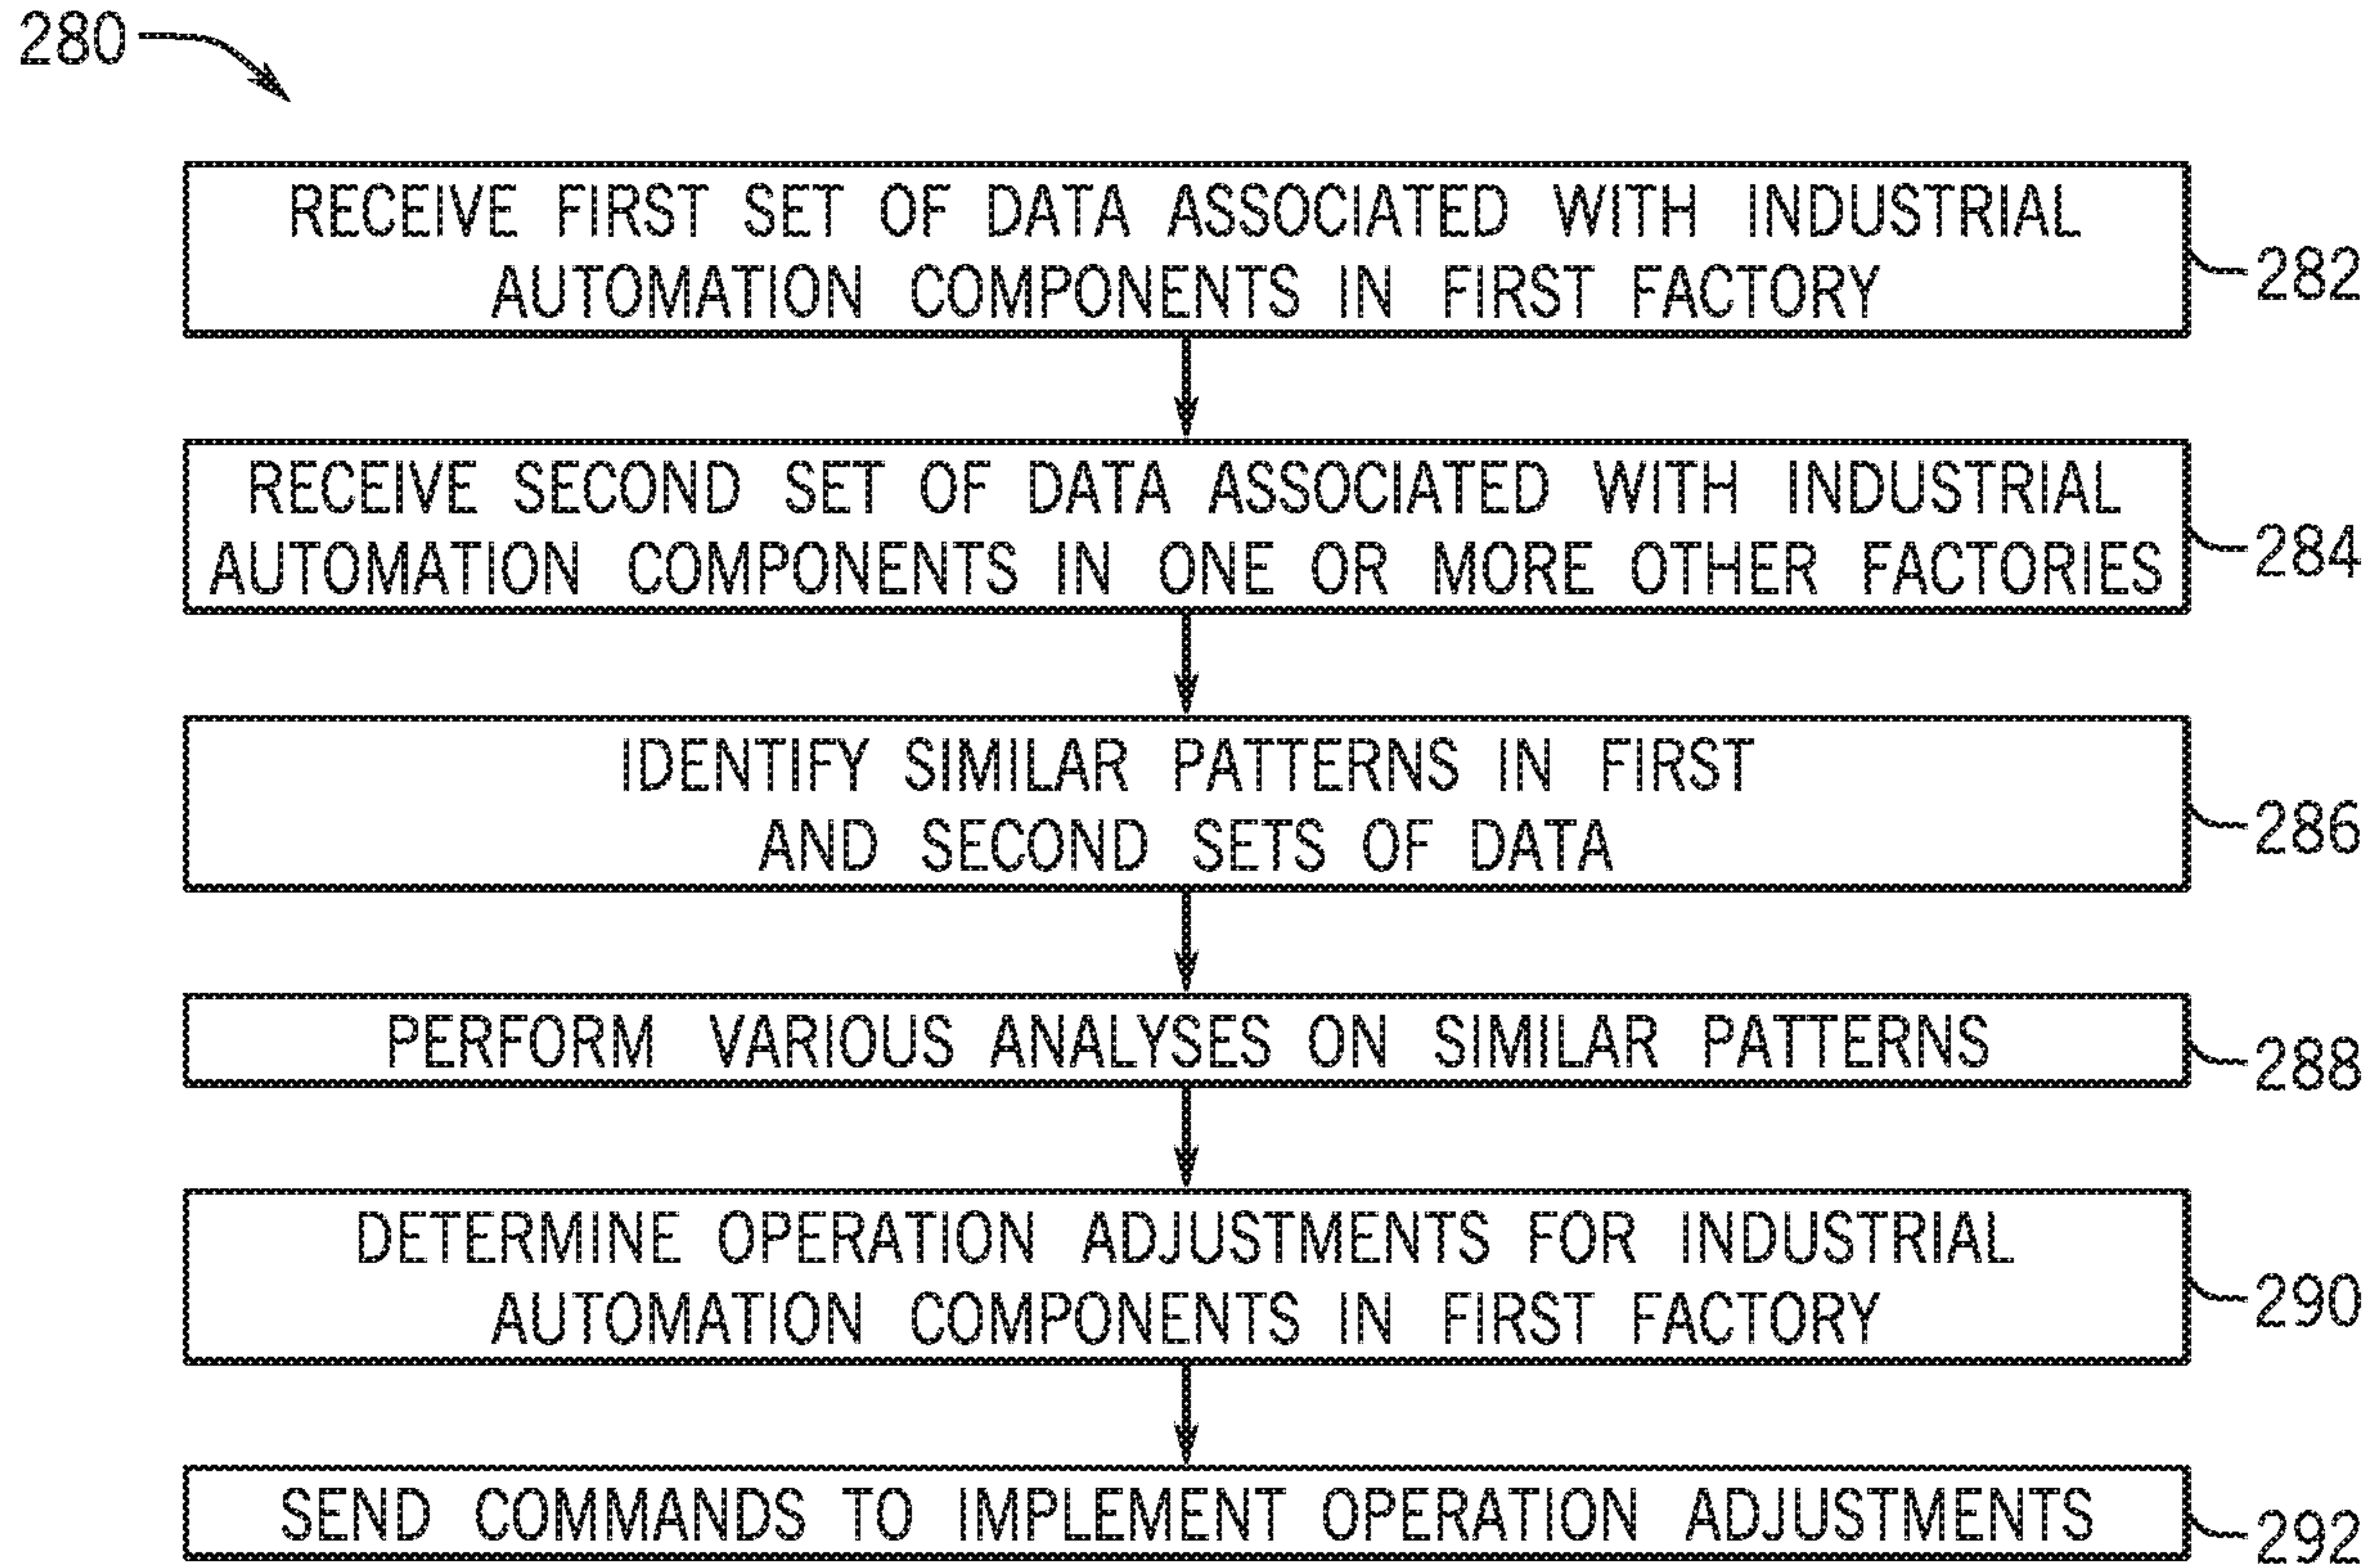 280
RECEIVE FIRST SET OF DATA ASSOCIATED WITH INDUSTRIAL
AUTOMATION COMPONENTS IN FIRST FACTORY
282
RECEIVE SECOND SET OF DATA ASSOCIATED WITH INDUSTRIAL
AUTOMATION COMPONENTS IN ONE OR MORE OTHER FACTORIES
284
IDENTIFY SIMILAR PATTERNS IN FIRST
AND SECOND SETS OF DATA
286
PERFORM VARIOUS ANALYSES ON SIMILAR PATTERNS
288
DETERMINE OPERATION ADJUSTMENTS FOR INDUSTRIAL
AUTOMATION COMPONENTS IN FIRST FACTORY
290
SEND COMMANDS TO IMPLEMENT OPERATION ADJUSTMENTS
292